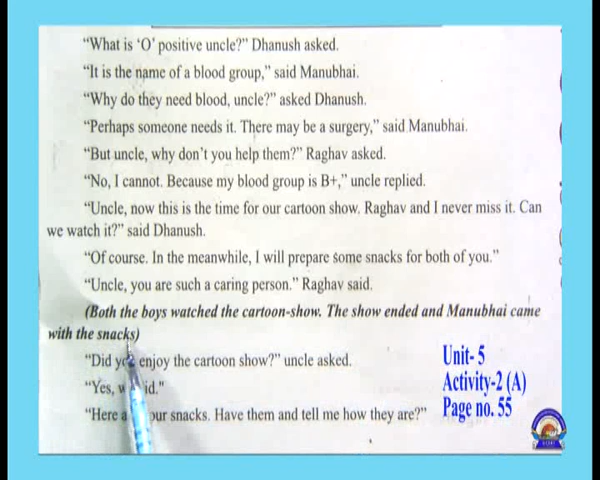 “What is ‘O’ positive uncle?” Dhanush asked.
“It is the name of a blood group,” said Manubhai.
“Why do they need blood, uncle?” asked Dhanush.
“Perhaps someone needs it. There may be a surgery,” said Manubhai.
“But uncle, why don’t you help them?” Raghav asked.
“No, I cannot. Because my blood group is B+,” uncle replied.
“Uncle, now this is the time for our cartoon show. Raghav and I never miss it. Can
we watch it?” said Dhanush.
“Of course. In the meanwhile, I will prepare some snacks for both of you.”
“Uncle, you are such a caring person.” Raghav said.
(Both the boys watched the cartoon-show. The show ended and Manubhai came
with the snacks)
“Did enjoy the cartoon show?” uncle asked.
“Yes,
“Here snacks. Have them and tell me how they are?”
Unit- 5
Activity-2 (A)
Page no. 55